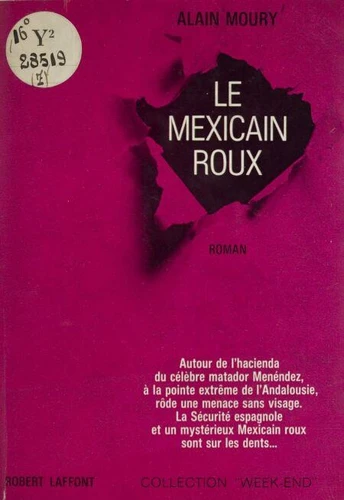 ALAIN MOURY
16° Y²
28519
(2)
LE
MEXICAIN
ROUX
ROMAN
Autour de l'hacienda
du célèbre matador Menéndez,
à la pointe extrême de l'Andalousie,
rôde une menace sans visage.
La Sécurité espagnole
et un mystérieux Mexicain roux
sont sur les dents...
ROBERT LAFFONT
COLLECTION "WEEK-END"